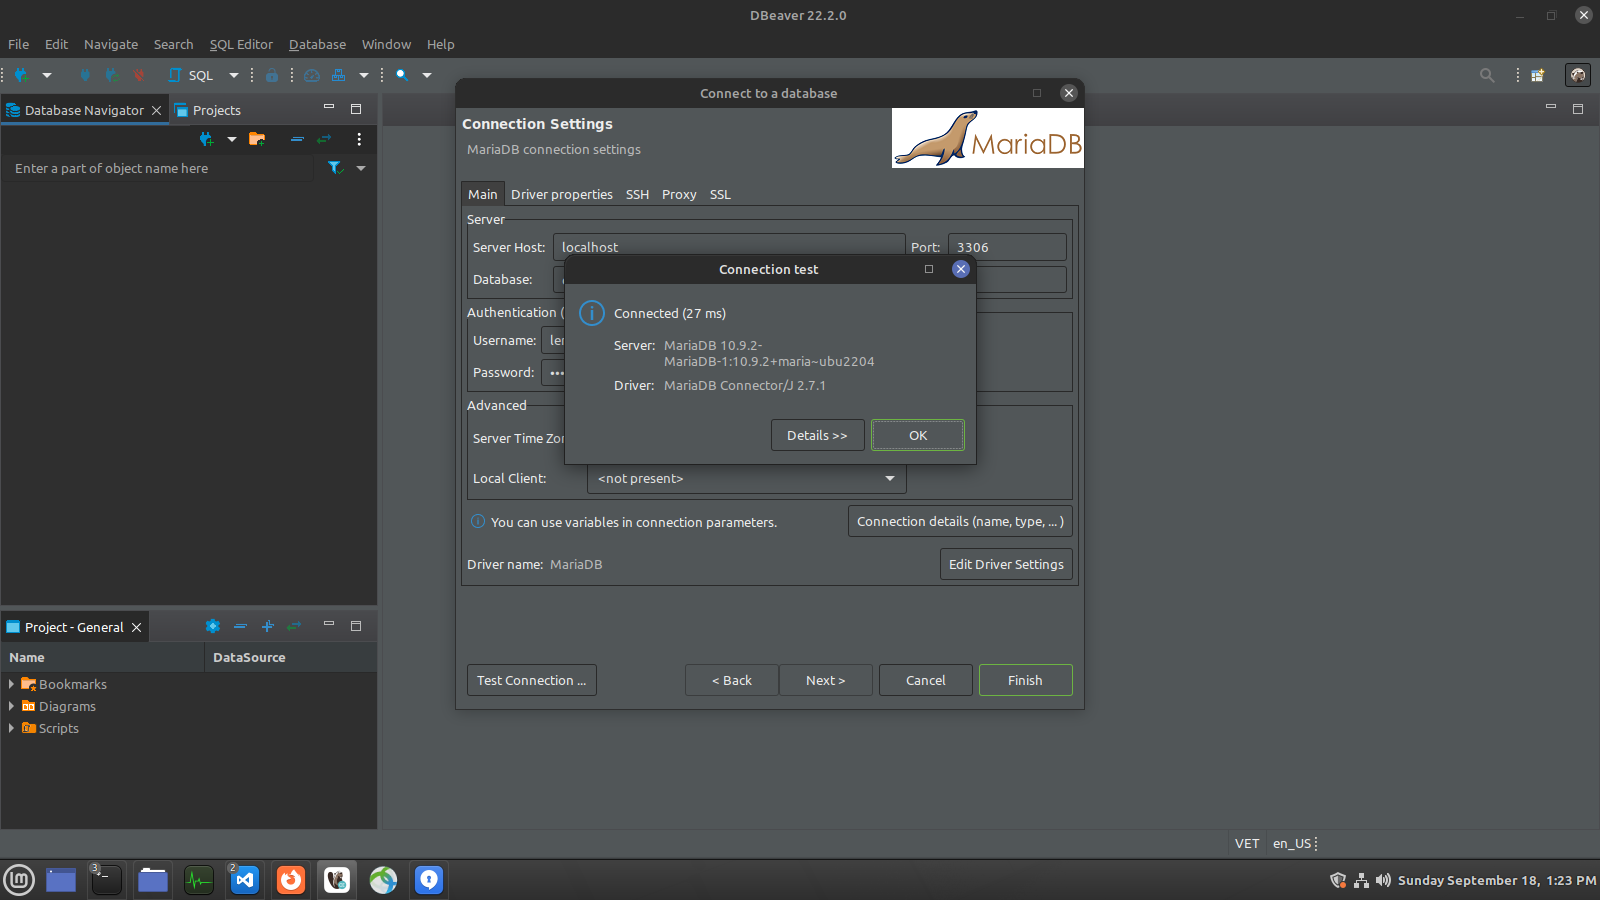 DBeaver 22.2.0
File Edit Navigate Search SQL Editor Database Window Help
SQL
Database Navigator Projects
Enter a part of object name here
Project - General
Name DataSource
Bookmarks
Diagrams
Scripts
Connect to a database
Connection Settings
MariaDB connection settings
MariaDB
Main Driver properties SSH Proxy SSL
Server
Server Host: localhost Port: 3306
Database:
Authentication (
Username:
Password: •••
Advanced
Server Time Zo
Local Client: <not present>
You can use variables in connection parameters.
Connection details (name, type, ... )
Driver name: MariaDB
Edit Driver Settings
Test Connection ... < Back Next > Cancel Finish
Connection test
Connected (27 ms)
Server: MariaDB 10.9.2-
MariaDB-1:10.9.2+maria~ubu2204
Driver: MariaDB Connector/J 2.7.1
Details >> OK
VET en_US
3 2
Sunday September 18, 1:23 PM